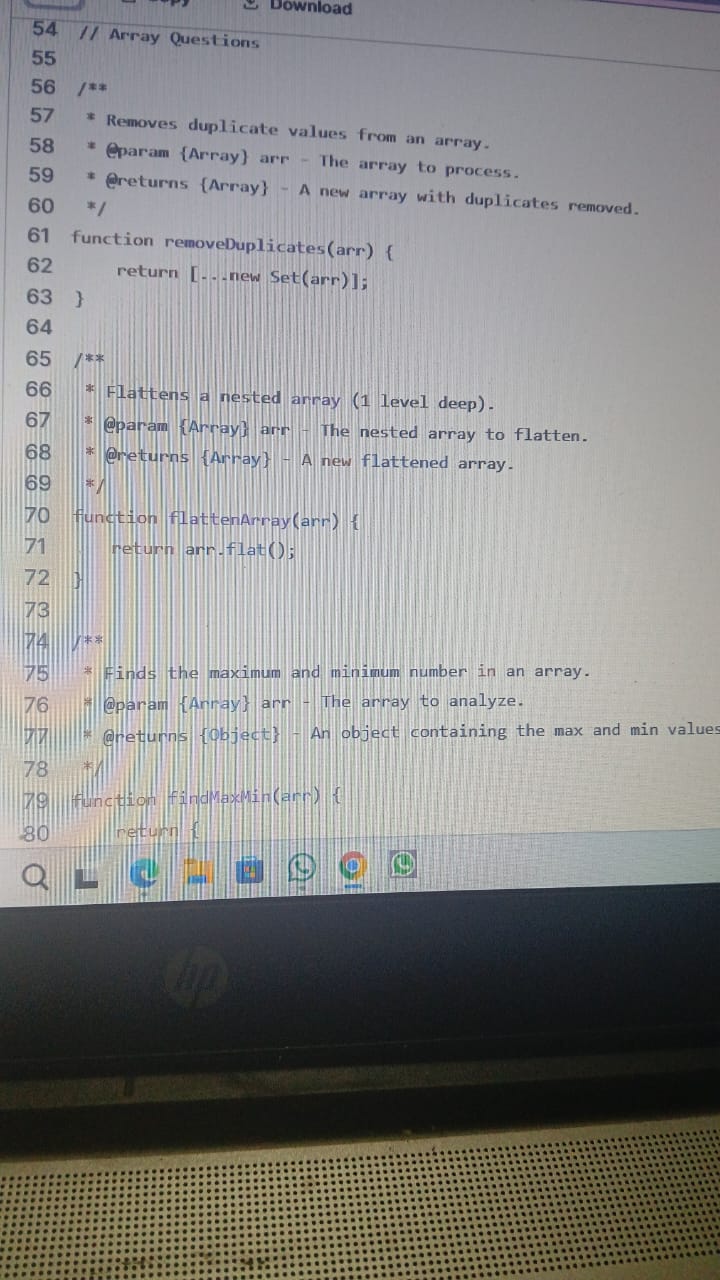 Download
54 // Array Questions
55
56 /**
57 * Removes duplicate values from an array.
58 * @param {Array} arr - The array to process.
59 * @returns {Array} - A new array with duplicates removed.
60 */
61 function removeDuplicates(arr) {
62 return [...new Set(arr)];
63 }
64
65 /**
66 * Flattens a nested array (1 level deep).
67 * @param {Array} arr - The nested array to flatten.
68 * @returns {Array} - A new flattened array.
69 */
70 function flattenArray(arr) {
71 return arr.flat();
72 }
73
74 /**
75 * Finds the maximum and minimum number in an array.
76 * @param {Array} arr - The array to analyze.
77 * @returns {Object} - An object containing the max and min values
78 */
79 function findMaxMin(arr) {
80 return {
hp